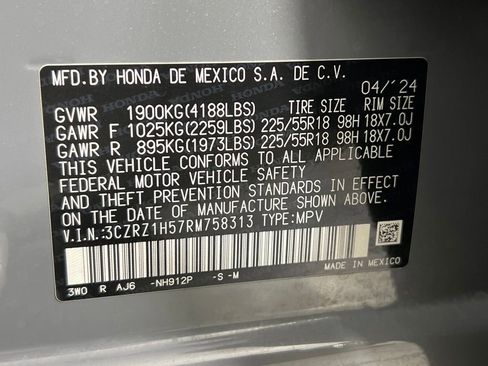 MFD.BY HONDA DE MEXICO S.A. DE C.V.
04/'24
GVWR 1900KG(4188LBS) TIRE SIZE RIM SIZE
GAWR F 1025KG(2259LBS) 225/55R18 98H 18X7.0J
GAWR R 895KG(1973LBS) 225/55R18 98H 18X7.0J
THIS VEHICLE CONFORMS TO ALL APPLICABLE
FEDERAL MOTOR VEHICLE SAFETY, BUMPER,
AND THEFT PREVENTION STANDARDS IN EFFECT
ON THE DATE OF MANUFACTURE SHOWN ABOVE.
V.I.N.:3CZRZ1H57RM758313 TYPE:MPV
3W0 R AJ6 -NH912P -S -M MADE IN MEXICO